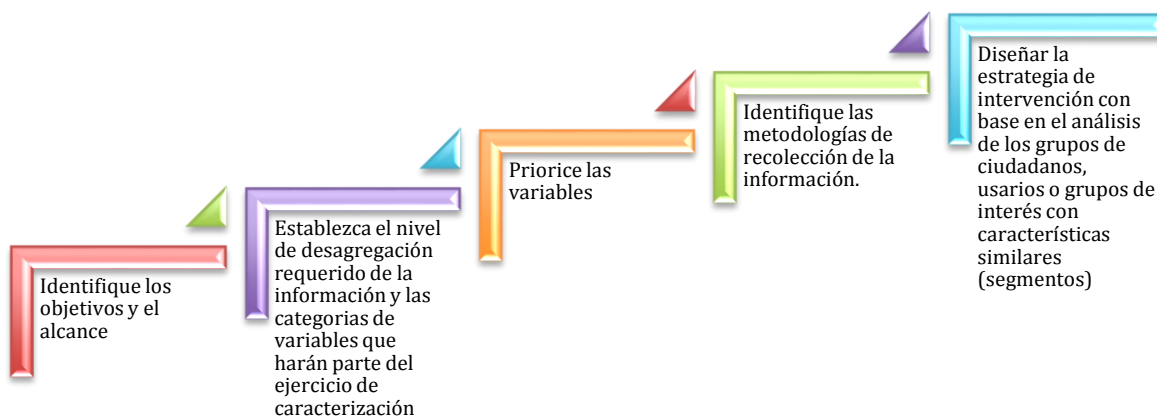 Identifique los
objetivos y el
alcance
Establezca el nivel
de desagregación
requerido de la
información y las
categorias de
variables que
harán parte del
ejercicio de
caracterización
Priorice las
variables
Identifique las
metodologías de
recolección de la
información.
Diseñar la
estrategia de
intervención con
base en el análisis
de los grupos de
ciudadanos,
usarios o grupos de
interés con
características
similares
(segmentos)